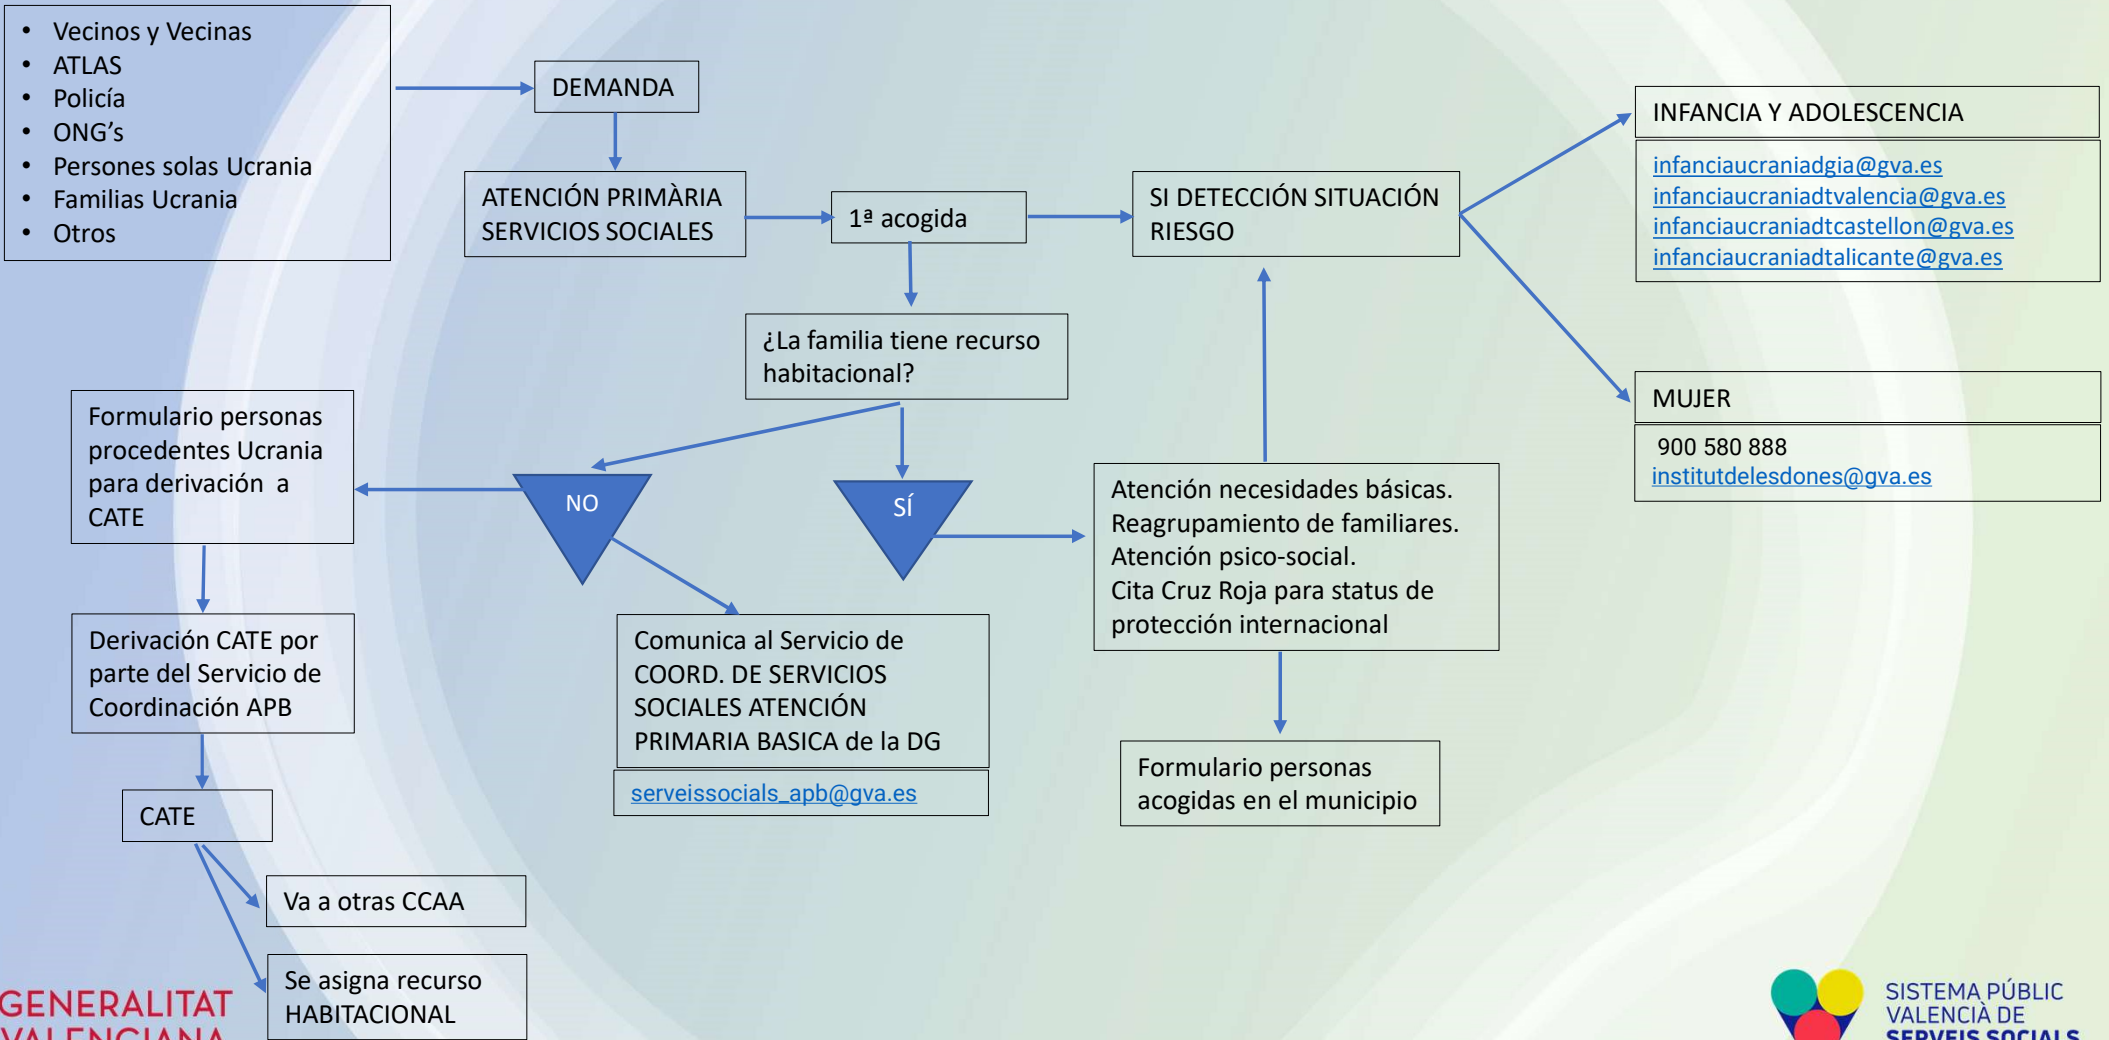 • Vecinos y Vecinas
• ATLAS
• Policía
• ONG’s
• Persones solas Ucrania
• Familias Ucrania
• Otros
DEMANDA
ATENCIÓN PRIMÀRIA
SERVICIOS SOCIALES
1ª acogida
SI DETECCIÓN SITUACIÓN
RIESGO
INFANCIA Y ADOLESCENCIA
infanciaucraniadgia@gva.es
infanciaucraniadtvalencia@gva.es
infanciaucraniadtcastellon@gva.es
infanciaucraniadtalicante@gva.es
¿La familia tiene recurso
habitacional?
MUJER
900 580 888
institutdelesdones@gva.es
Formulario personas
procedentes Ucrania
para derivación a
CATE
NO
SÍ
Atención necesidades básicas.
Reagrupamiento de familiares.
Atención psico-social.
Cita Cruz Roja para status de
protección internacional
Derivación CATE por
parte del Servicio de
Coordinación APB
Comunica al Servicio de
COORD. DE SERVICIOS
SOCIALES ATENCIÓN
PRIMARIA BASICA de la DG
serveissocials_apb@gva.es
Formulario personas
acogidas en el municipio
CATE
Va a otras CCAA
Se asigna recurso
HABITACIONAL
GENERALITAT
VALENCIANA
SISTEMA PÚBLIC
VALENCIÀ DE
SERVEIS SOCIALS